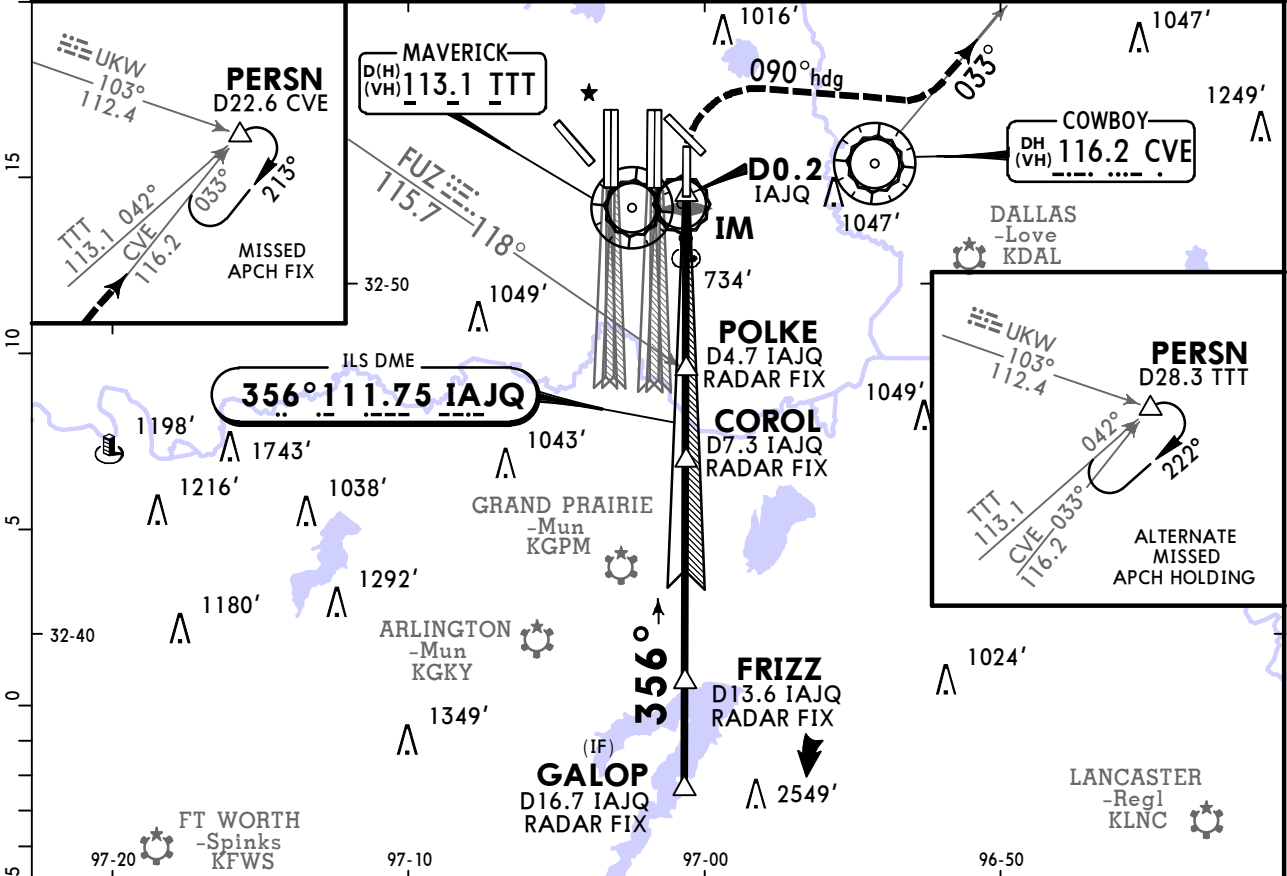 UKW
103°
112.4
PERSN
D22.6 CVE
TTT
113.1
042°
CVE
116.2
033°
213°
MISSED
APCH FIX
MAVERICK
D(H)
(VH)
113.1 TTT
1016'
1047'
090°hdg
033°
1249'
COWBOY
DH
(VH)
116.2 CVE
15
FUZ
115.7
118°
D0.2
IAJQ
IM
1047'
DALLAS
-Love
KDAL
734'
32-50
1049'
10
POLKE
D4.7 IAJQ
RADAR FIX
ILS DME
356° 111.75 IAJQ
COROL
D7.3 IAJQ
RADAR FIX
1049'
UKW
103°
112.4
PERSN
D28.3 TTT
042°
TTT
113.1
CVE
116.2
033°
222°
ALTERNATE
MISSED
APCH HOLDING
1198'
1743'
1043'
1216'
1038'
GRAND PRAIRIE
-Mun
KGPM
5
1292'
1180'
ARLINGTON
-Mun
KGKY
32-40
356°
FRIZZ
D13.6 IAJQ
RADAR FIX
1024'
0
1349'
(IF)
GALOP
D16.7 IAJQ
RADAR FIX
2549'
LANCASTER
-Regl
KLNC
FT WORTH
-Spinks
KFWS
5
97-20
97-10
97-00
96-50